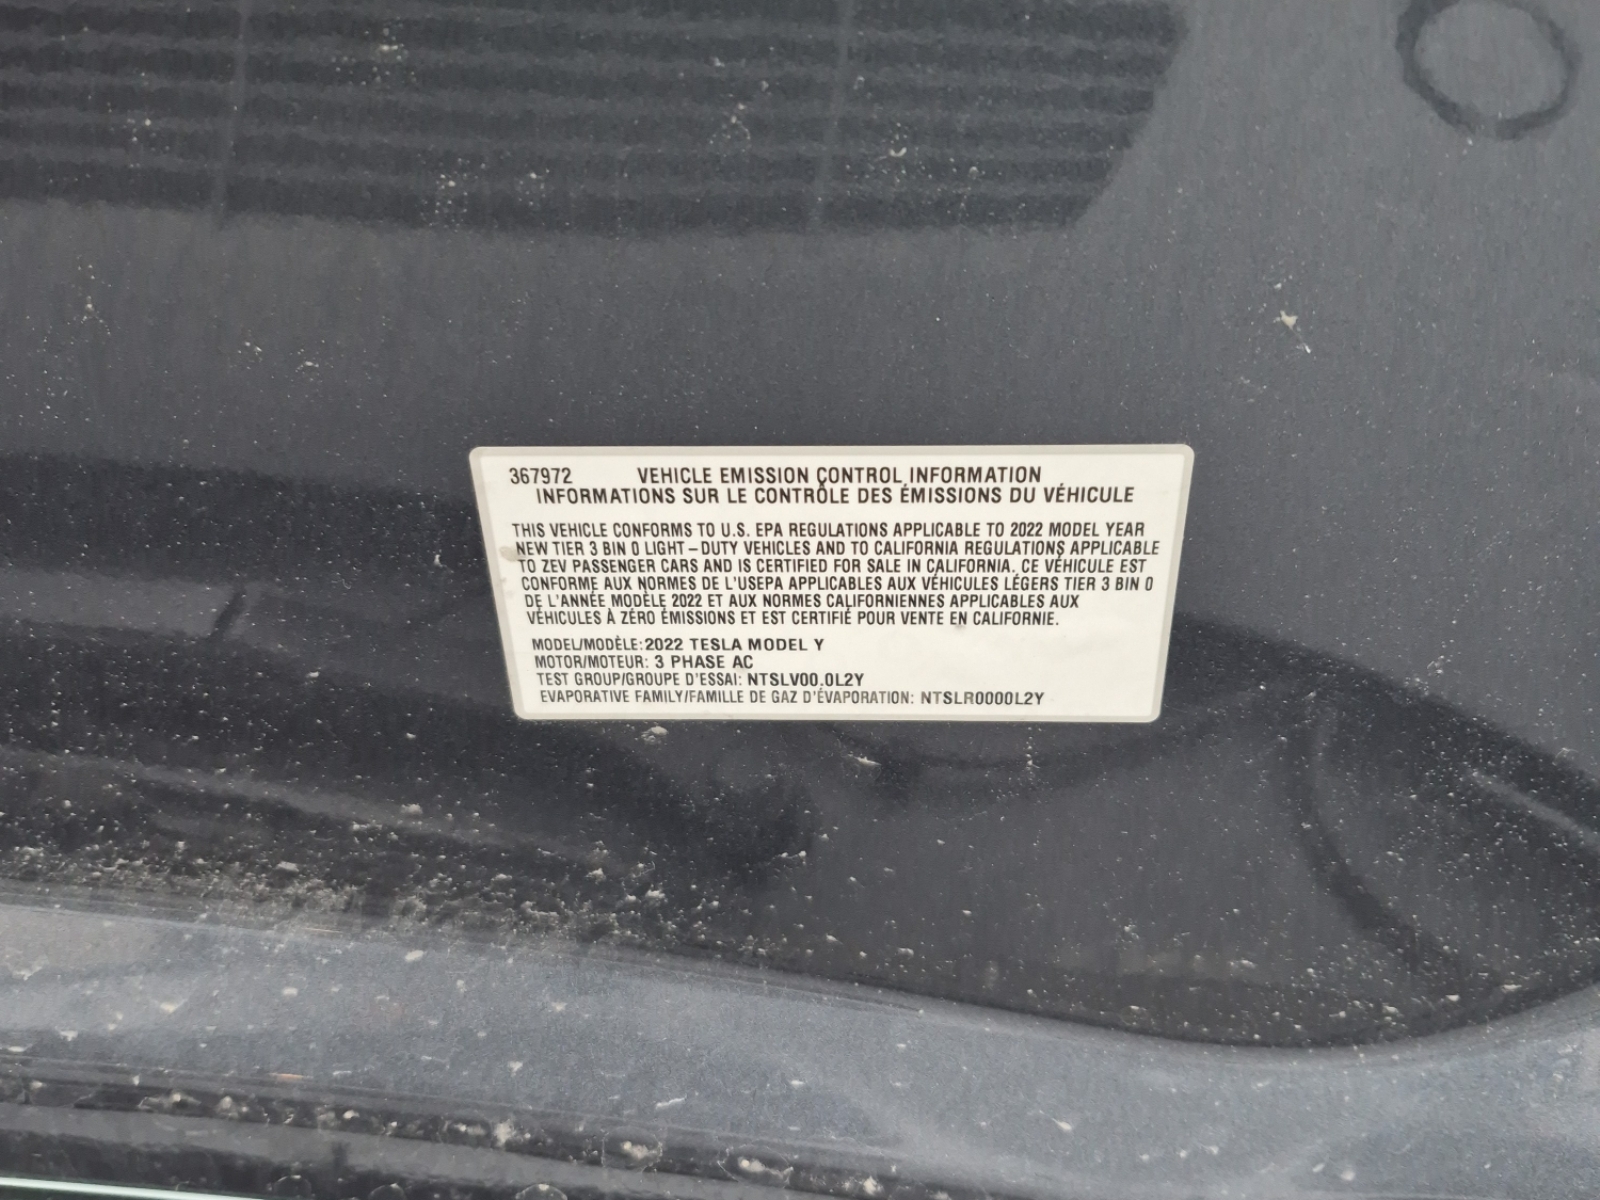 367972 VEHICLE EMISSION CONTROL INFORMATION
INFORMATIONS SUR LE CONTRÔLE DES ÉMISSIONS DU VÉHICULE
THIS VEHICLE CONFORMS TO U.S. EPA REGULATIONS APPLICABLE TO 2022 MODEL YEAR
NEW TIER 3 BIN 0 LIGHT–DUTY VEHICLES AND TO CALIFORNIA REGULATIONS APPLICABLE
TO ZEV PASSENGER CARS AND IS CERTIFIED FOR SALE IN CALIFORNIA. CE VÉHICULE EST
CONFORME AUX NORMES DE L'USEPA APPLICABLES AUX VÉHICULES LÉGERS TIER 3 BIN 0
DE L'ANNÉE MODÈLE 2022 ET AUX NORMES CALIFORNIENNES APPLICABLES AUX
VÉHICULES À ZÉRO ÉMISSIONS ET EST CERTIFIÉ POUR VENTE EN CALIFORNIE.
MODEL/MODÈLE: 2022 TESLA MODEL Y
MOTOR/MOTEUR: 3 PHASE AC
TEST GROUP/GROUPE D'ESSAI: NTSLV00.0L2Y
EVAPORATIVE FAMILY/FAMILLE DE GAZ D'ÉVAPORATION: NTSLR0000L2Y